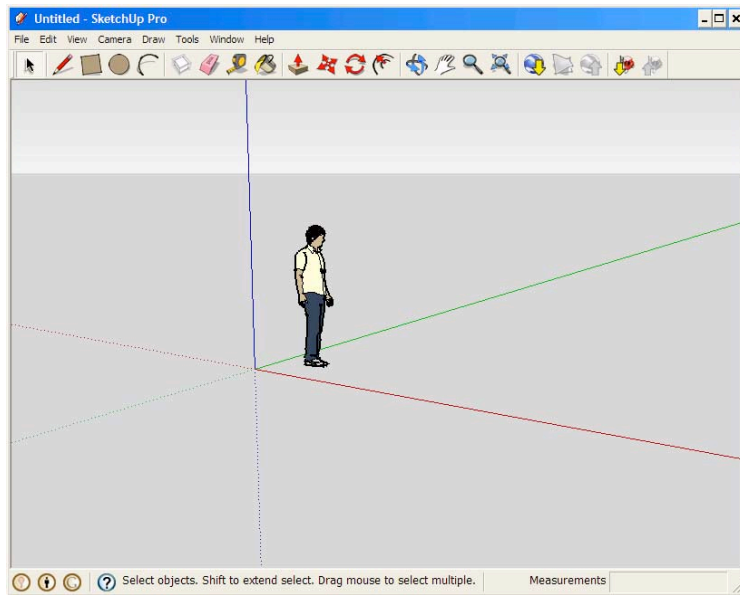 Untitled - SketchUp Pro
File Edit View Camera Draw Tools Window Help
Select objects. Shift to extend select. Drag mouse to select multiple. Measurements